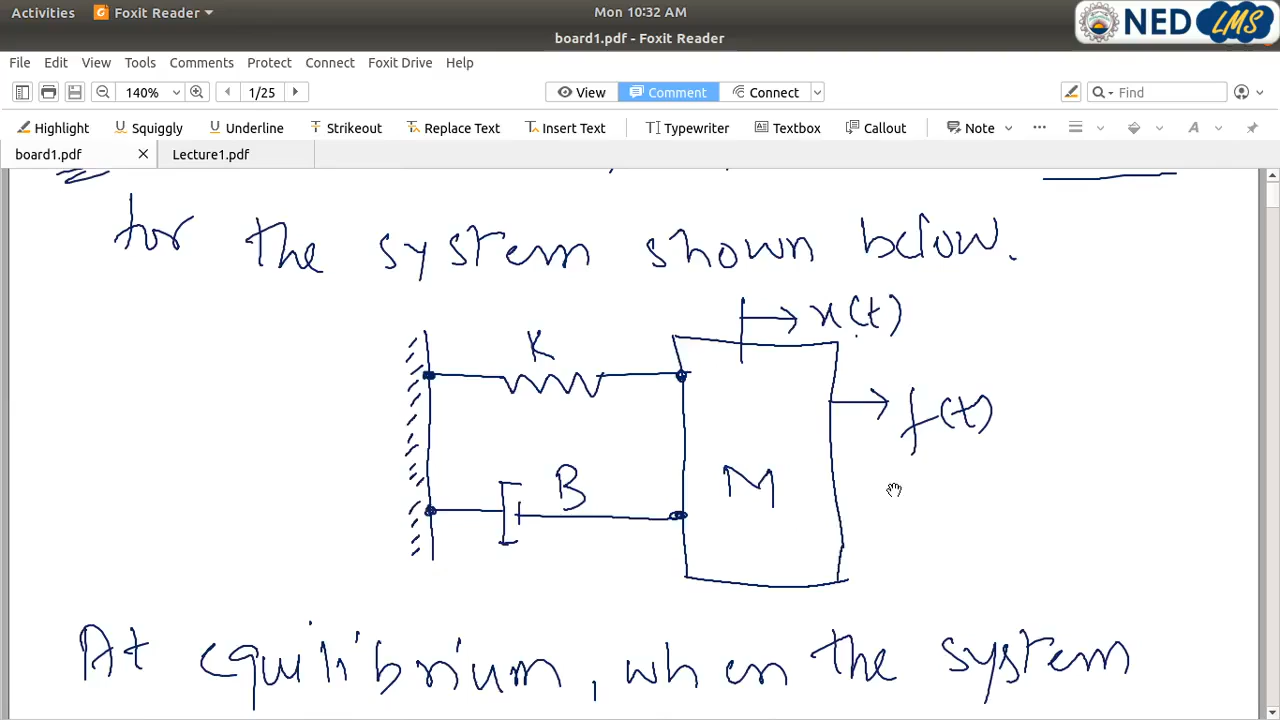 Activities Foxit Reader Mon 10:32 AM
NED LMS
board1.pdf - Foxit Reader
File Edit View Tools Comments Protect Connect Foxit Drive Help
140% 1/25 View Comment Connect Find
Highlight Squiggly Underline Strikeout Replace Text Insert Text Typewriter Textbox Callout Note
board1.pdf Lecture1.pdf
for the system shown below.
x(t)
K
f(t)
B
M
At equilibrium, when the system